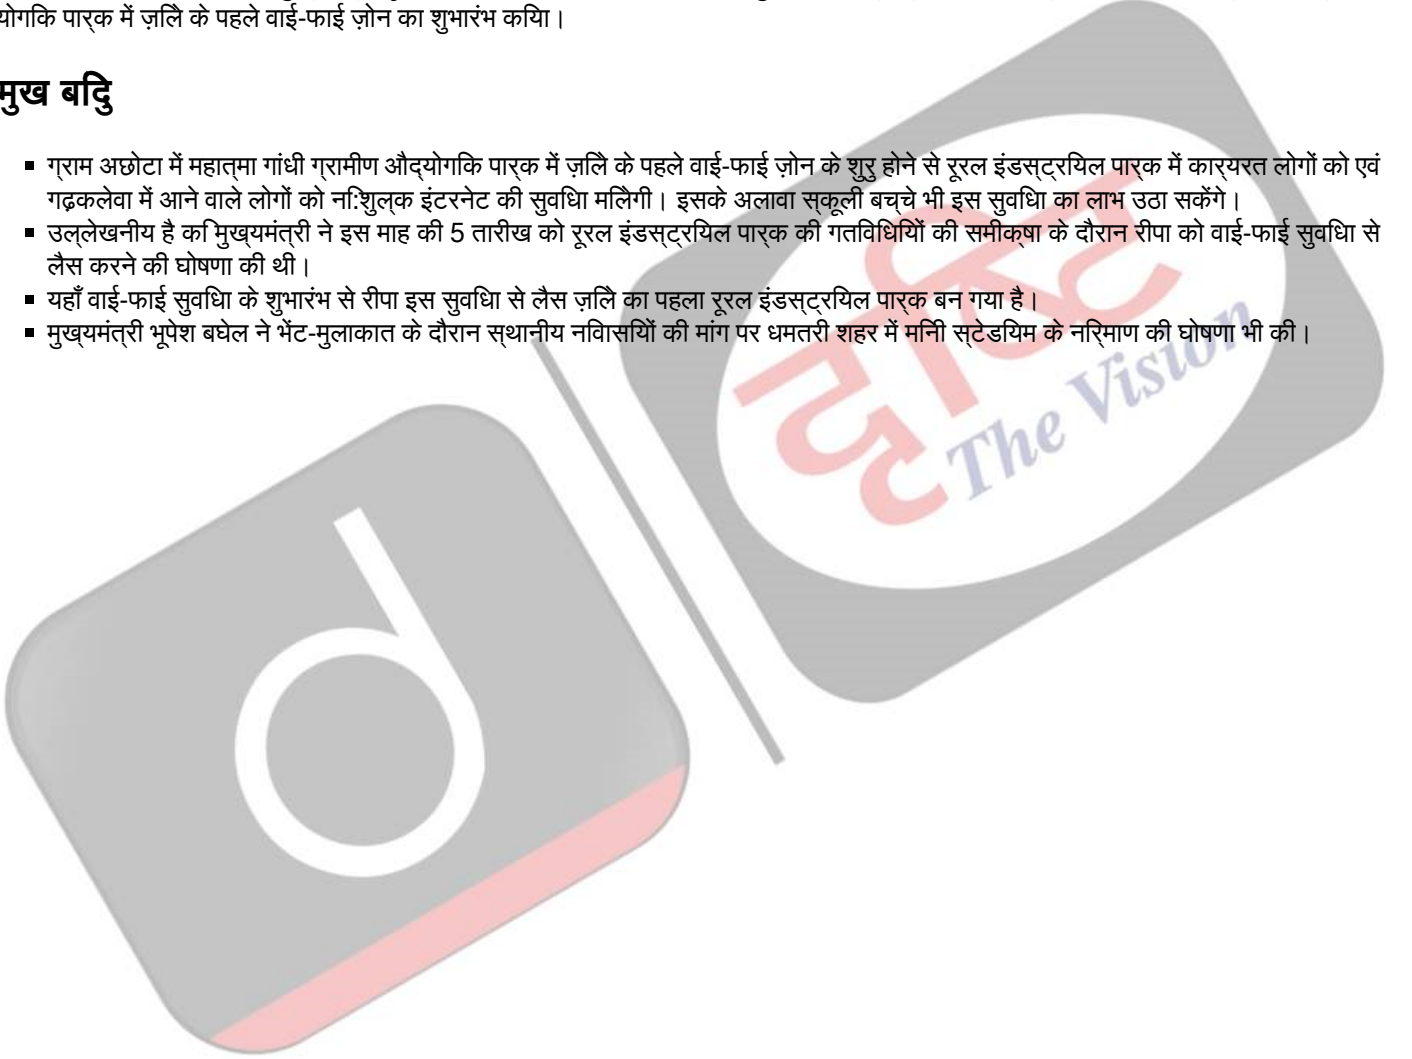 योगिक पार्क में ज़िले के पहले वाई-फाई ज़ोन का शुभारंभ किया।
मुख बिंदु
ग्राम अछोटा में महात्मा गांधी ग्रामीण औद्योगिक पार्क में ज़िले के पहले वाई-फाई ज़ोन के शुरु होने से रूरल इंडस्ट्रियल पार्क में कार्यरत लोगों को एवं
गढ़कलेवा में आने वाले लोगों को नि:शुल्क इंटरनेट की सुविधा मिलेगी। इसके अलावा स्कूली बच्चे भी इस सुविधा का लाभ उठा सकेंगे।
उल्लेखनीय है कि मुख्यमंत्री ने इस माह की 5 तारीख को रूरल इंडस्ट्रियल पार्क की गतिविधियों की समीक्षा के दौरान रीपा को वाई-फाई सुविधा से
लैस करने की घोषणा की थी।
यहाँ वाई-फाई सुविधा के शुभारंभ से रीपा इस सुविधा से लैस ज़िले का पहला रूरल इंडस्ट्रियल पार्क बन गया है।
मुख्यमंत्री भूपेश बघेल ने भेंट-मुलाकात के दौरान स्थानीय निवासियों की मांग पर धमतरी शहर में मिनी स्टेडियम के निर्माण की घोषणा भी की।
दृष्टि
The Vision
d